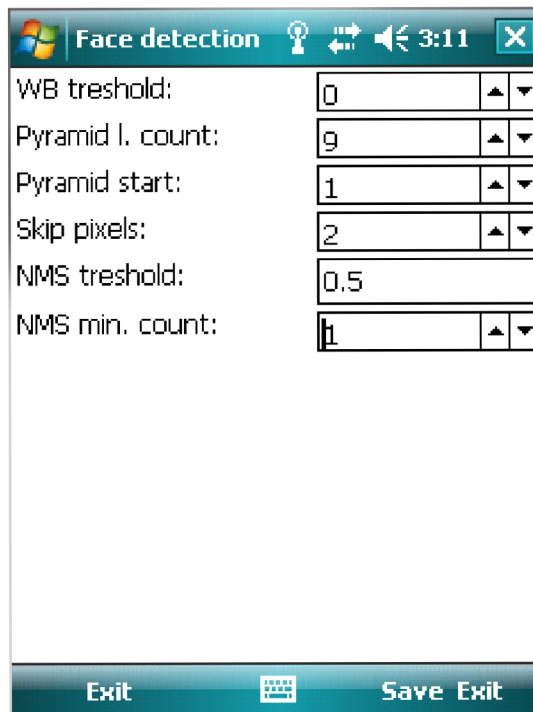 Face detection 3:11
WB treshold: 0
Pyramid l. count: 9
Pyramid start: 1
Skip pixels: 2
NMS treshold: 0.5
NMS min. count: 1
Exit Save Exit